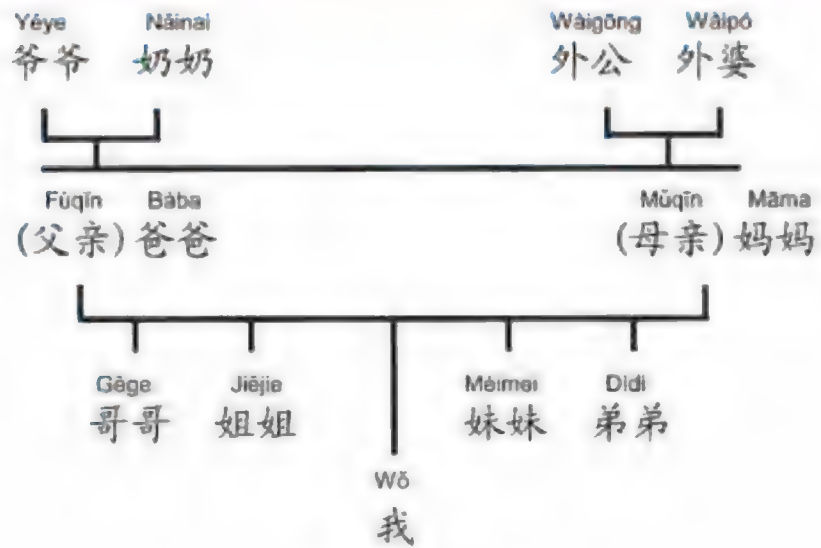 Yéye Nǎinai Wàigōng Wàipó
爷爷 奶奶 外公 外婆
Fùqīn Bàba Mǔqīn Māma
(父亲)爸爸 (母亲)妈妈
Gēge Jiějie Mèimei Dìdi
哥哥 姐姐 妹妹 弟弟
Wǒ
我